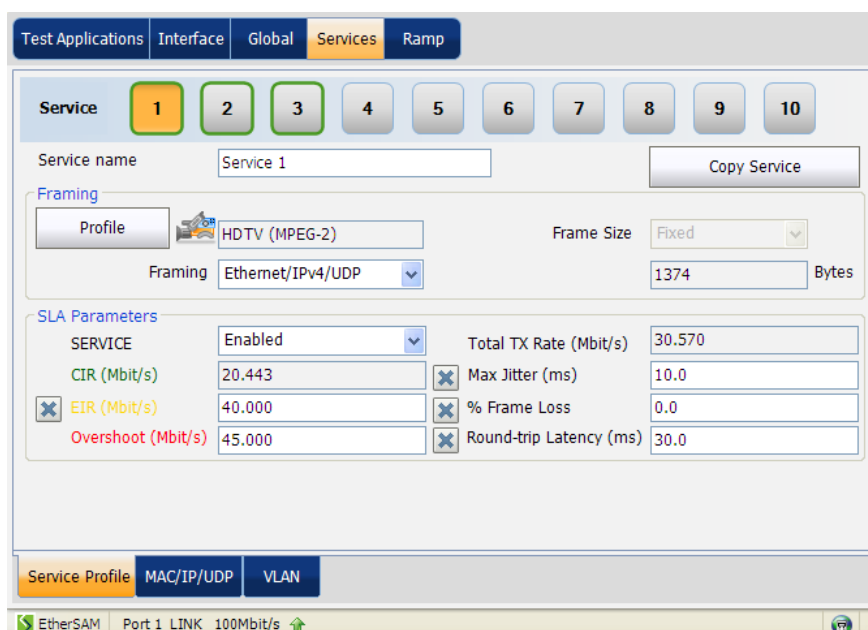 Test Applications Interface Global Services Ramp
Service 1 2 3 4 5 6 7 8 9 10
Service name Service 1 Copy Service
Framing
Profile HDTV (MPEG-2) Frame Size Fixed
Framing Ethernet/IPv4/UDP 1374 Bytes
SLA Parameters
SERVICE Enabled Total TX Rate (Mbit/s) 30.570
CIR (Mbit/s) 20.443 Max Jitter (ms) 10.0
EIR (Mbit/s) 40.000 % Frame Loss 0.0
Overshoot (Mbit/s) 45.000 Round-trip Latency (ms) 30.0
Service Profile MAC/IP/UDP VLAN
EtherSAM Port 1 LINK 100Mbit/s